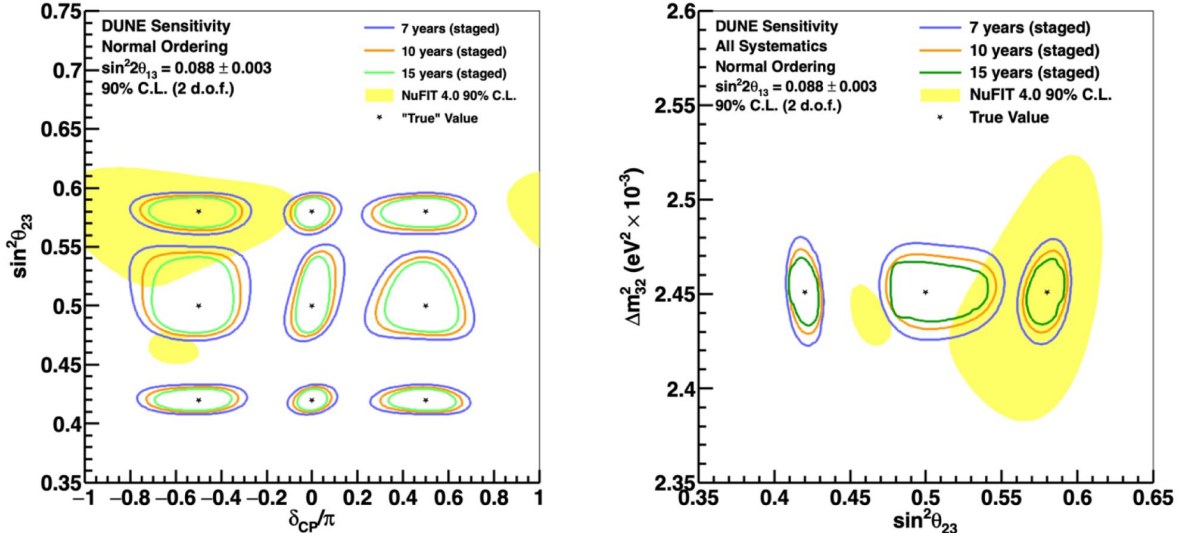 DUNE Sensitivity
Normal Ordering
sin²2θ₁₃ = 0.088 ± 0.003
90% C.L. (2 d.o.f.)
7 years (staged)
10 years (staged)
15 years (staged)
NuFIT 4.0 90% C.L.
"True" Value
0.75
0.7
0.65
0.6
0.55
0.5
0.45
0.4
0.35
sin²θ₂₃
−1 −0.8 −0.6 −0.4 −0.2 0 0.2 0.4 0.6 0.8 1
δCP/π
DUNE Sensitivity
All Systematics
Normal Ordering
sin²2θ₁₃ = 0.088 ± 0.003
90% C.L. (2 d.o.f.)
7 years (staged)
10 years (staged)
15 years (staged)
NuFIT 4.0 90% C.L.
True Value
2.6
2.55
2.5
2.45
2.4
2.35
Δm²₃₂ (eV² × 10⁻³)
0.35 0.4 0.45 0.5 0.55 0.6 0.65
sin²θ₂₃